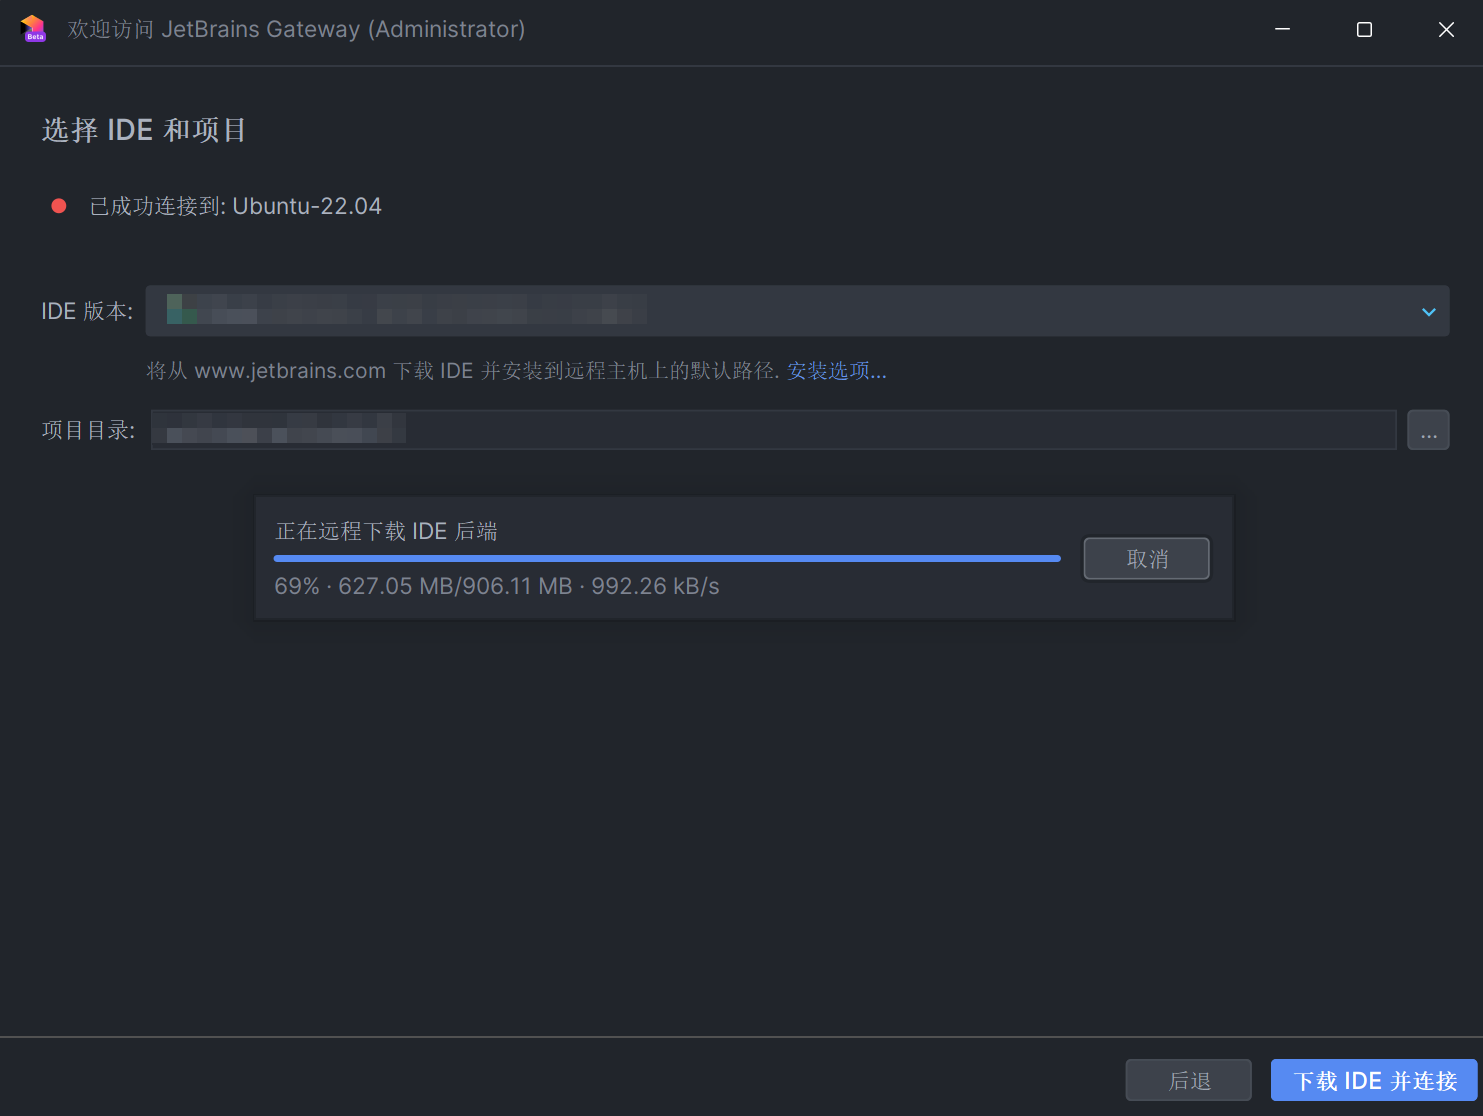 Beta
欢迎访问 JetBrains Gateway (Administrator)
选择 IDE 和项目
已成功连接到: Ubuntu-22.04
IDE 版本:
将从 www.jetbrains.com 下载 IDE 并安装到远程主机上的默认路径. 安装选项...
项目目录:
...
正在远程下载 IDE 后端
取消
69% · 627.05 MB/906.11 MB · 992.26 kB/s
后退
下载 IDE 并连接